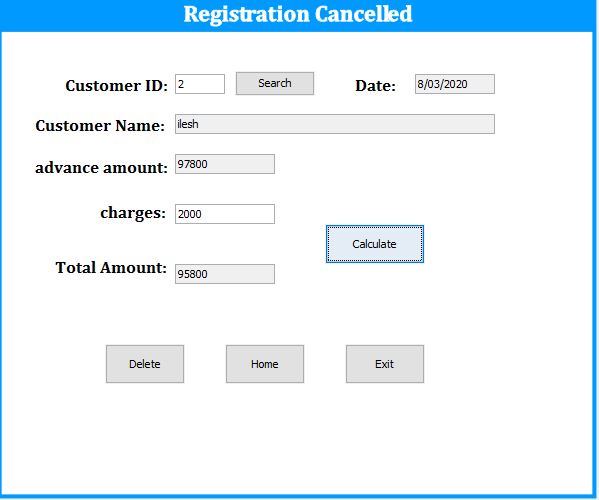 Registration Cancelled
Customer ID: 2 Search Date: 8/03/2020
Customer Name: ilesh
advance amount: 97800
charges: 2000
Calculate
Total Amount: 95800
Delete Home Exit